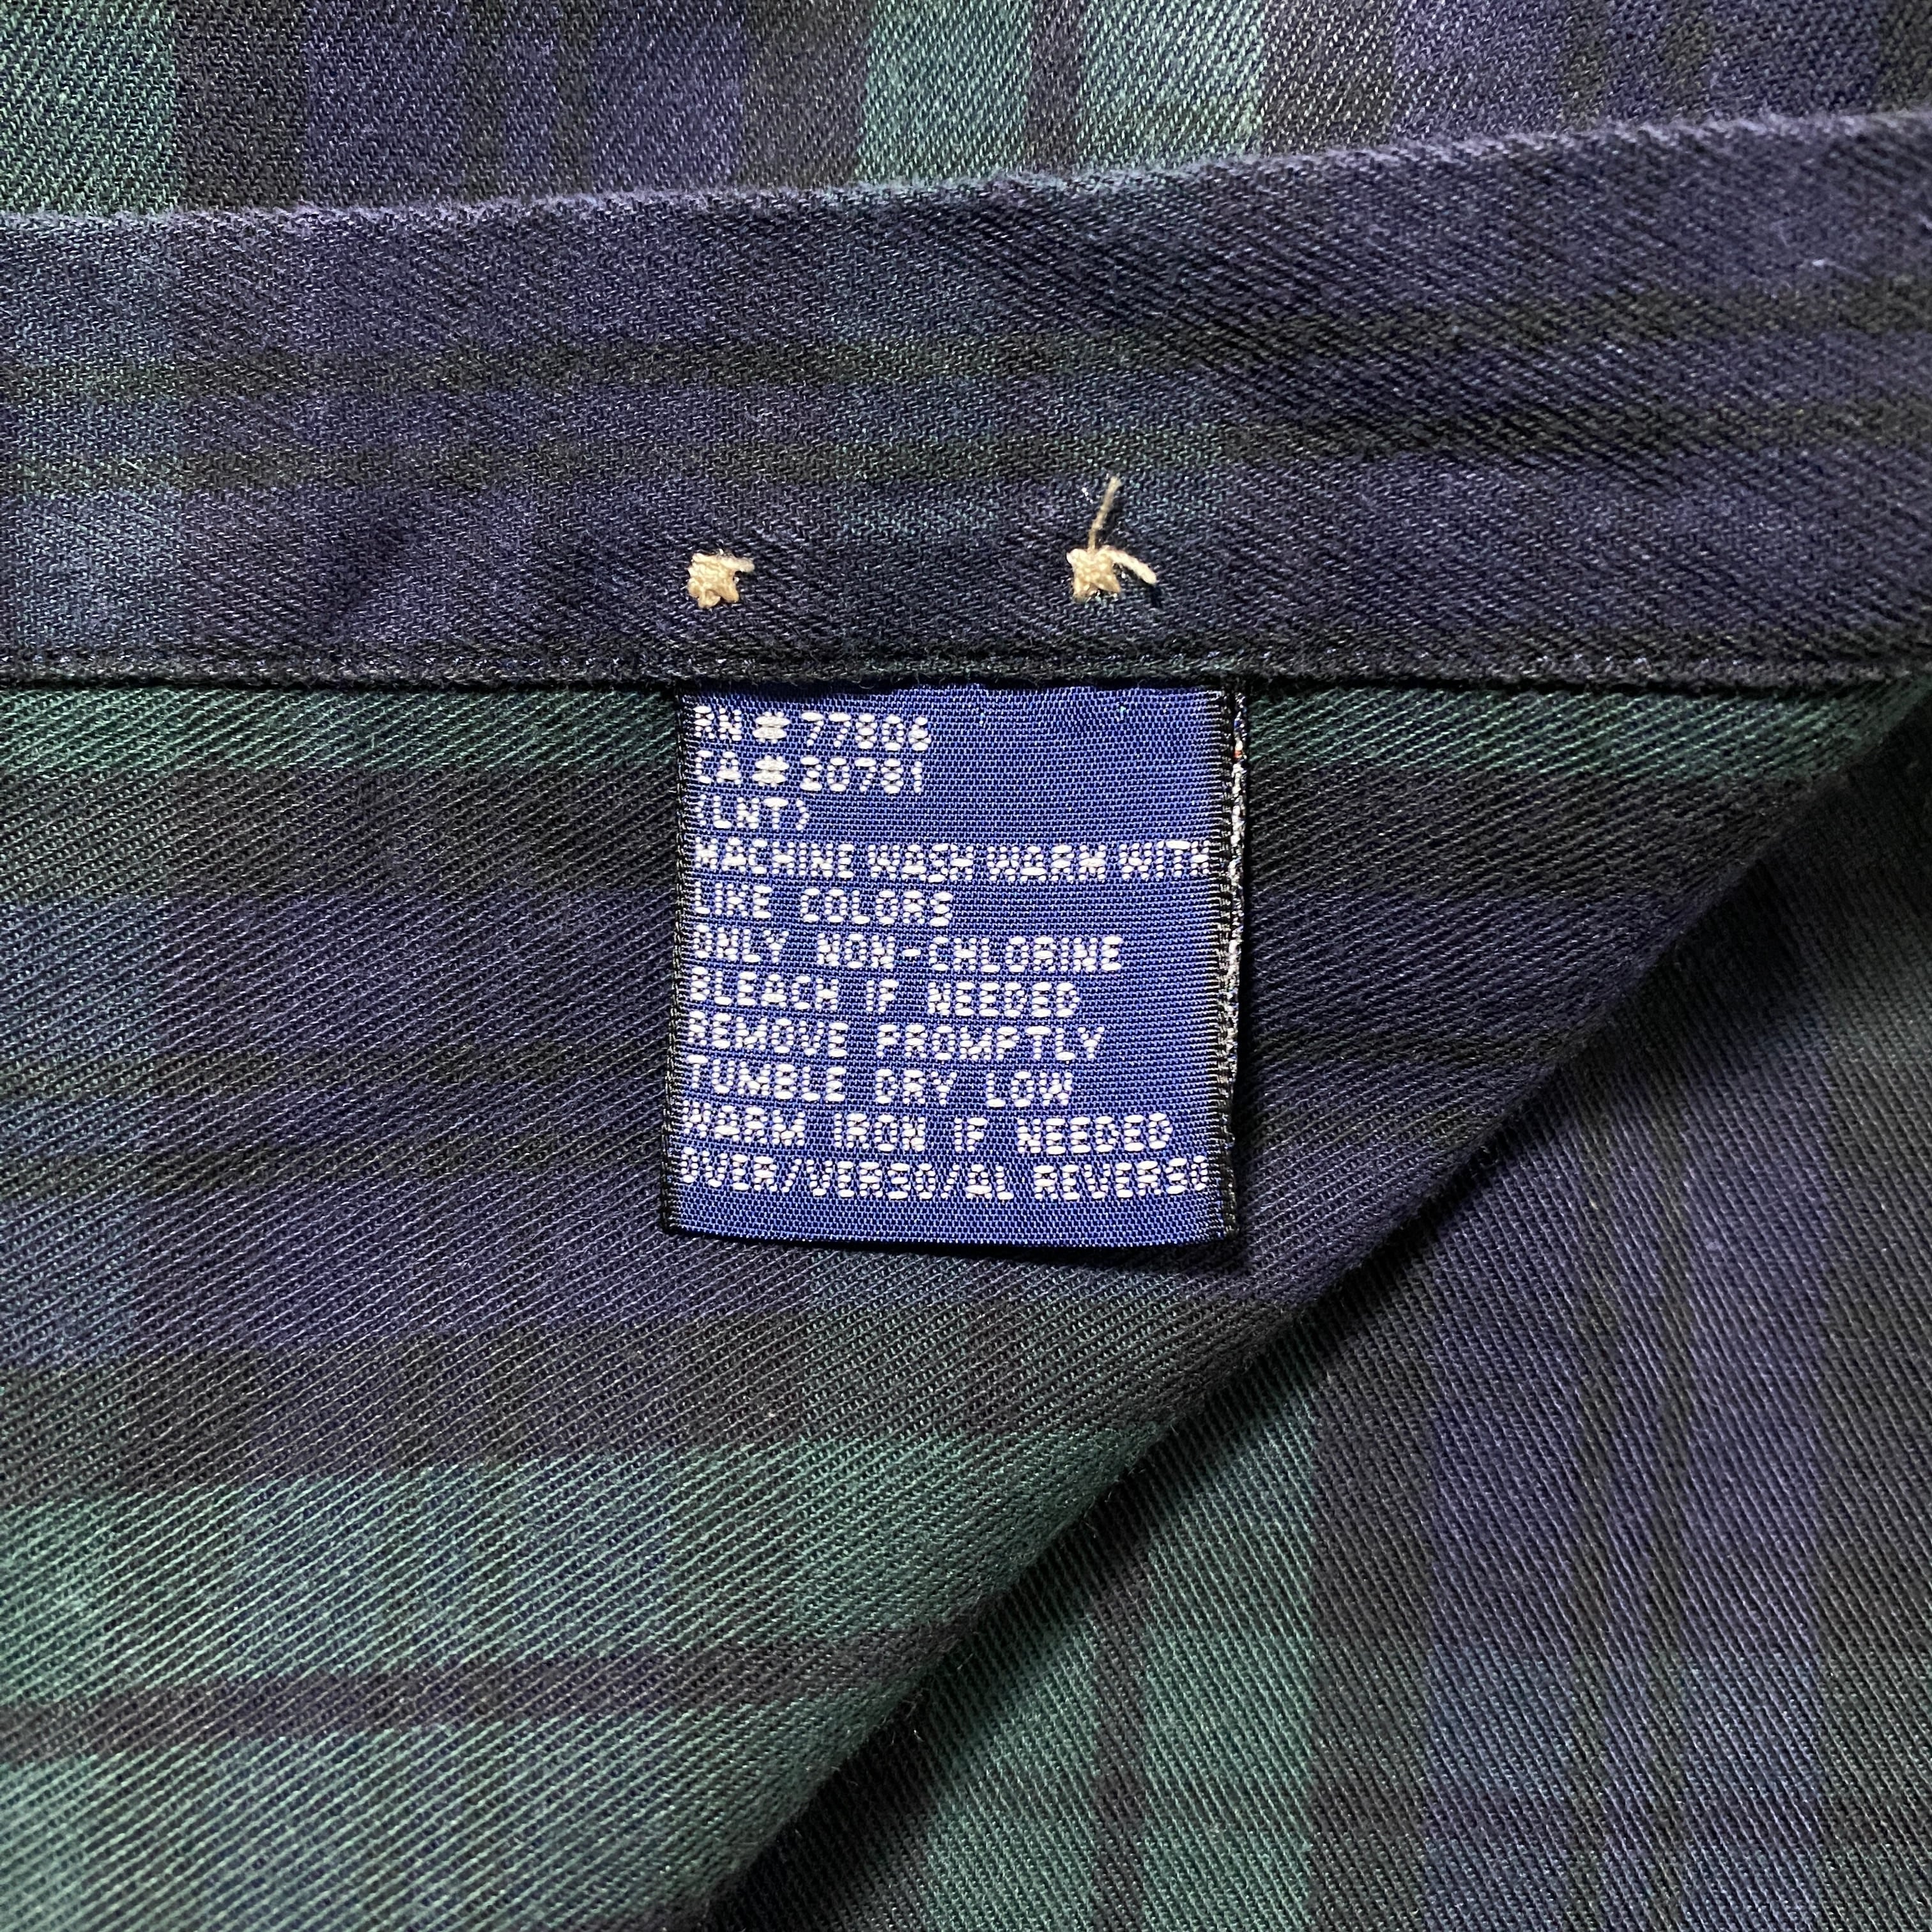 RN # 77806
CA # 30781
(LNT)
MACHINE WASH WARM WITH
LIKE COLORS
ONLY NON-CHLORINE
BLEACH IF NEEDED
REMOVE PROMPTLY
TUMBLE DRY LOW
WARM IRON IF NEEDED
OVER/VERSO/AL REVERSO